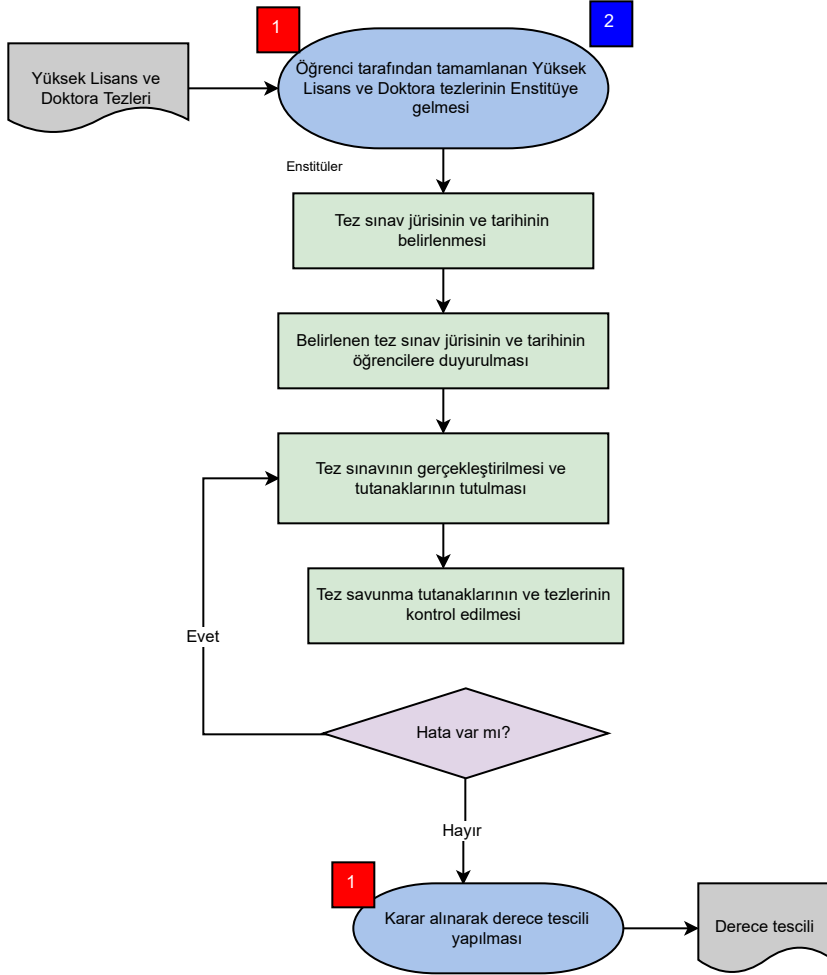 1
2
Yüksek Lisans ve
Doktora Tezleri
Öğrenci tarafından tamamlanan Yüksek
Lisans ve Doktora tezlerinin Enstitüye
gelmesi
Enstitüler
Tez sınav jürisinin ve tarihinin
belirlenmesi
Belirlenen tez sınav jürisinin ve tarihinin
öğrencilere duyurulması
Tez sınavının gerçekleştirilmesi ve
tutanaklarının tutulması
Tez savunma tutanaklarının ve tezlerinin
kontrol edilmesi
Evet
Hata var mı?
Hayır
1
Karar alınarak derece tescili
yapılması
Derece tescili